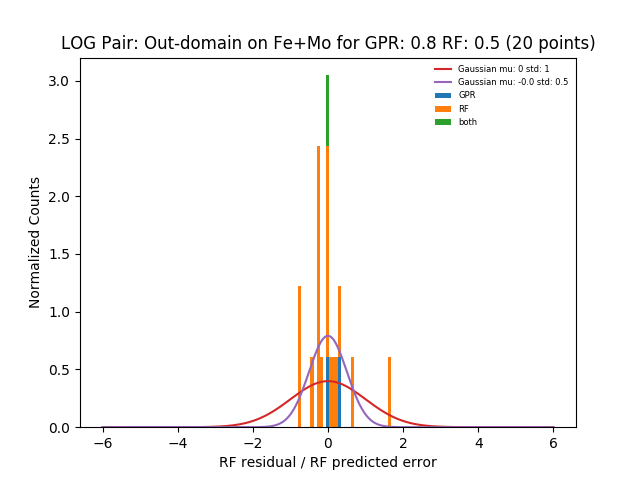 LOG Pair: Out-domain on Fe+Mo for GPR: 0.8 RF: 0.5 (20 points)
Gaussian mu: 0 std: 1
Gaussian mu: -0.0 std: 0.5
GPR
RF
both
Normalized Counts
3.0
2.5
2.0
1.5
1.0
0.5
0.0
−6 −4 −2 0 2 4 6
RF residual / RF predicted error